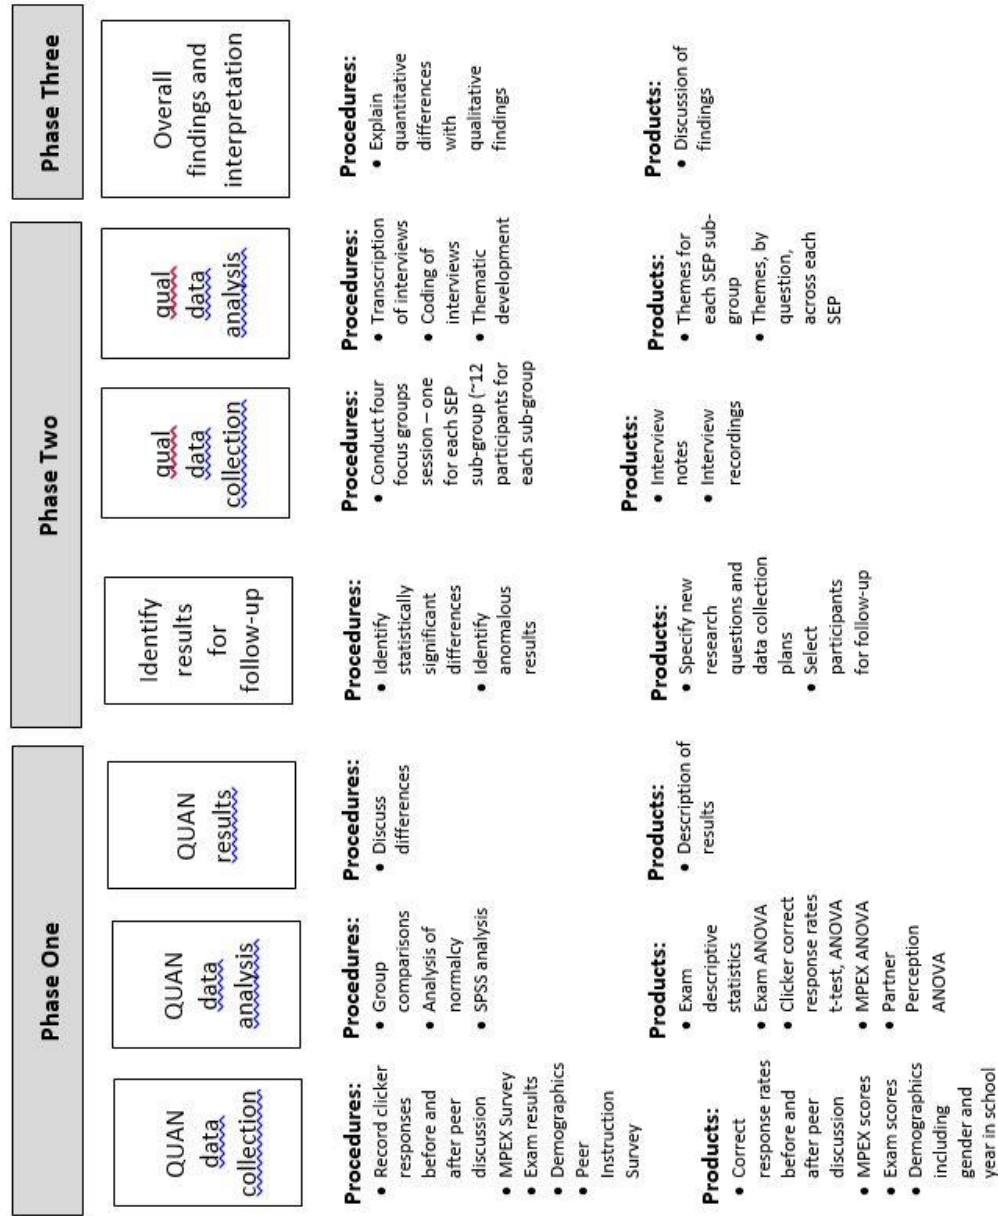 Phase One
QUAN
data
collection
Procedures:
• Record clicker
responses
before and
after peer
discussion
• MPEX Survey
• Exam results
• Demographics
• Peer
Instruction
Survey
Products:
• Correct
response rates
before and
after peer
discussion
• MPEX scores
• Exam scores
• Demographics
including
gender and
year in school
QUAN
data
analysis
Procedures:
• Group
comparisons
• Analysis of
normalcy
• SPSS analysis
Products:
• Exam
descriptive
statistics
• Exam ANOVA
• Clicker correct
response rates
t-test, ANOVA
• MPEX ANOVA
• Partner
Perception
ANOVA
QUAN
results
Procedures:
• Discuss
differences
Products:
• Description of
results
Phase Two
Identify
results
for
follow-up
Procedures:
• Identify
statistically
significant
differences
• Identify
anomalous
results
Products:
• Specify new
research
questions and
data collection
plans
• Select
participants
for follow-up
qual
data
collection
Procedures:
• Conduct four
focus groups
session – one
for each SEP
sub-group (~12
participants for
each sub-group
Products:
• Interview
notes
• Interview
recordings
qual
data
analysis
Procedures:
• Transcription
of interviews
• Coding of
interviews
• Thematic
development
Products:
• Themes for
each SEP sub-
group
• Themes, by
question,
across each
SEP
Phase Three
Overall
findings and
interpretation
Procedures:
• Explain
quantitative
differences
with
qualitative
findings
Products:
• Discussion of
findings